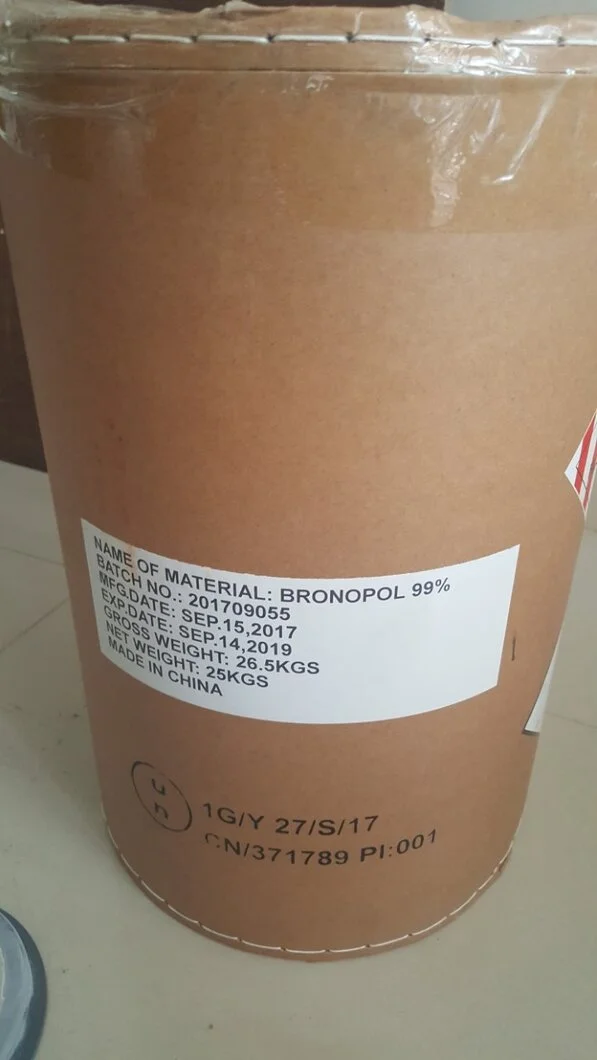 NAME OF MATERIAL: BRONOPOL 99%
BATCH NO.: 201709055
MFG.DATE: SEP.15,2017
EXP.DATE: SEP.14,2019
GROSS WEIGHT: 26.5KGS
NET WEIGHT: 25KGS
MADE IN CHINA
u
n
1G/Y 27/S/17
CN/371789 PI:001